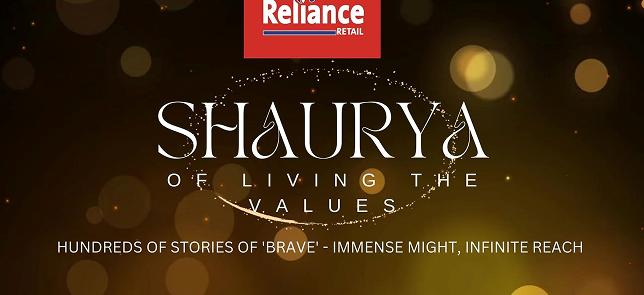 Reliance
RETAIL
SHAURYA
OF LIVING THE
VALUES
HUNDREDS OF STORIES OF 'BRAVE' - IMMENSE MIGHT, INFINITE REACH